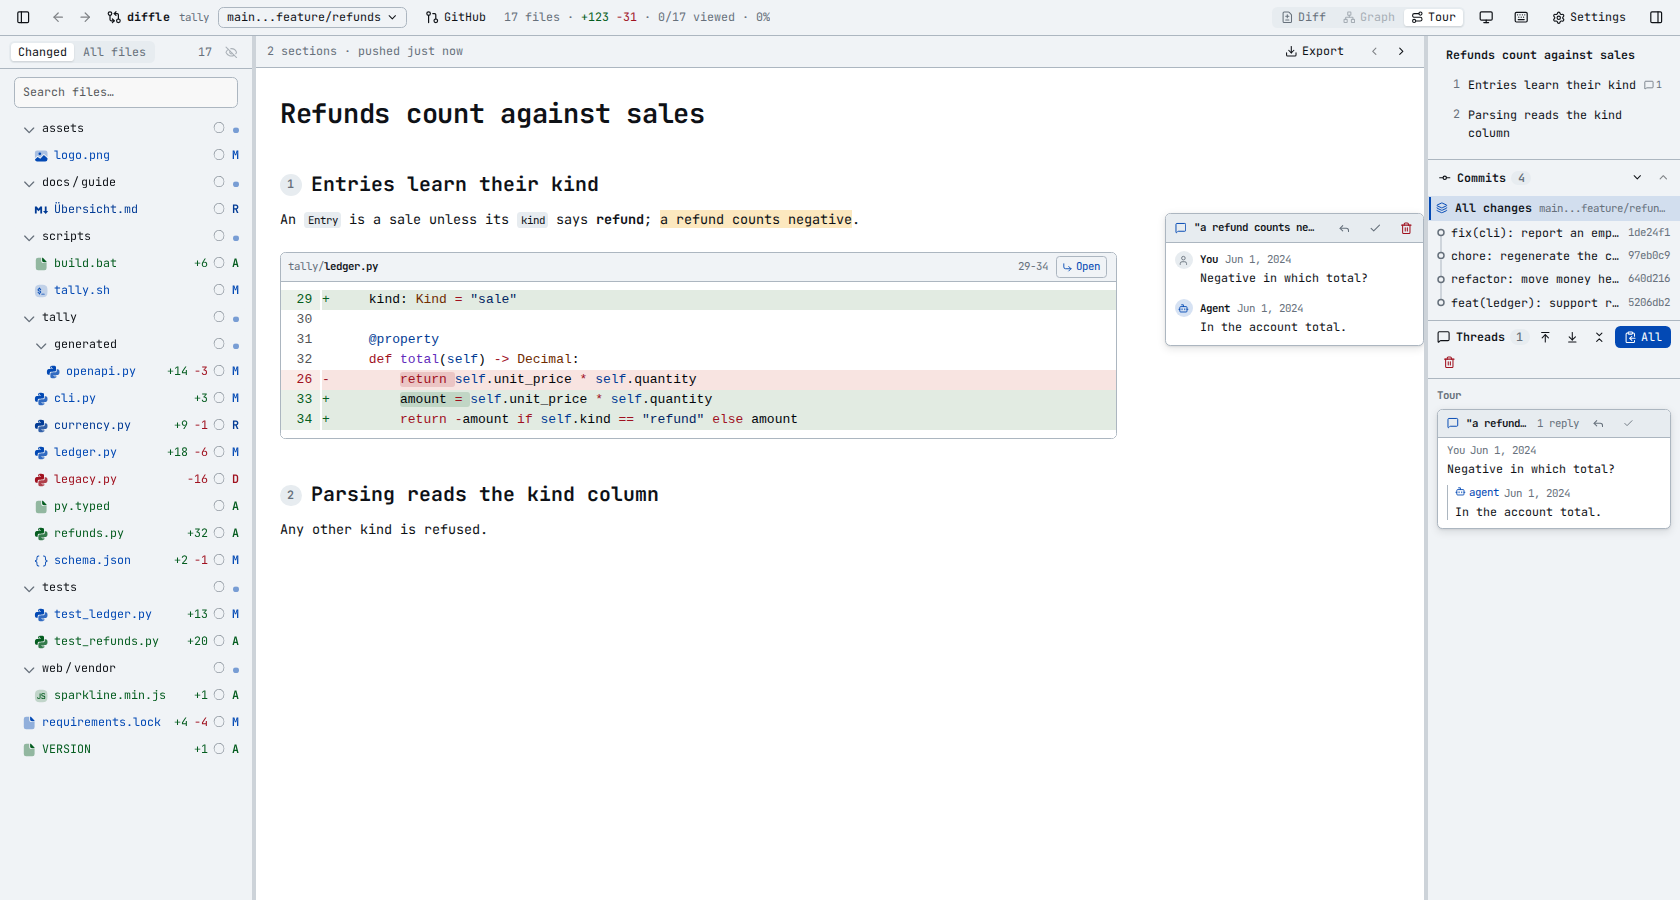 diffle tally main...feature/refunds GitHub 17 files · +123 -31 · 0/17 viewed · 0% Diff Graph Tour Settings
Changed All files 17
Search files…
assets
logo.png M
docs/guide
Übersicht.md R
scripts
build.bat +6 A
tally.sh M
tally
generated
openapi.py +14 -3 M
cli.py +3 M
currency.py +9 -1 R
ledger.py +18 -6 M
legacy.py -16 D
py.typed A
refunds.py +32 A
schema.json +2 -1 M
tests
test_ledger.py +13 M
test_refunds.py +20 A
web/vendor
sparkline.min.js +1 A
requirements.lock +4 -4 M
VERSION +1 A
2 sections · pushed just now Export
Refunds count against sales
1 Entries learn their kind
An Entry is a sale unless its kind says refund; a refund counts negative.
tally/ledger.py 29-34 Open
29 + kind: Kind = "sale"
30
31 @property
32 def total(self) -> Decimal:
26 - return self.unit_price * self.quantity
33 + amount = self.unit_price * self.quantity
34 + return -amount if self.kind == "refund" else amount
2 Parsing reads the kind column
Any other kind is refused.
"a refund counts ne…
You Jun 1, 2024
Negative in which total?
Agent Jun 1, 2024
In the account total.
Refunds count against sales
1 Entries learn their kind 1
2 Parsing reads the kind
column
Commits 4
All changes main...feature/refun…
fix(cli): report an emp… 1de24f1
chore: regenerate the c… 97eb0c9
refactor: move money he… 640d216
feat(ledger): support r… 5206db2
Threads 1 All
Tour
"a refund… 1 reply
You Jun 1, 2024
Negative in which total?
agent Jun 1, 2024
In the account total.